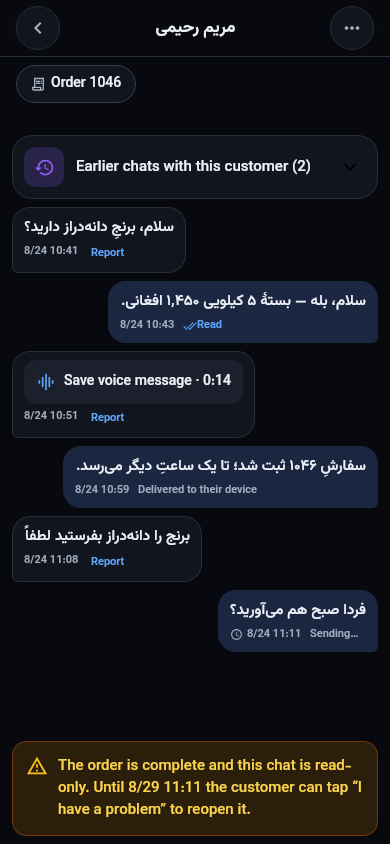 مریم رحیمی
Order 1046
Earlier chats with this customer (2)
سلام، برنجِ دانه‌دراز دارید؟
8/24 10:41 Report
سلام، بله — بستهٔ ۵ کیلویی ۱,۴۵۰ افغانی.
8/24 10:43 Read
Save voice message · 0:14
8/24 10:51 Report
سفارشِ ۱۰۴۶ ثبت شد؛ تا یک ساعتِ دیگر می‌رسد.
8/24 10:59 Delivered to their device
برنج را دانه‌دراز بفرستید لطفاً
8/24 11:08 Report
فردا صبح هم می‌آورید؟
8/24 11:11 Sending…
The order is complete and this chat is read-
only. Until 8/29 11:11 the customer can tap “I
have a problem” to reopen it.